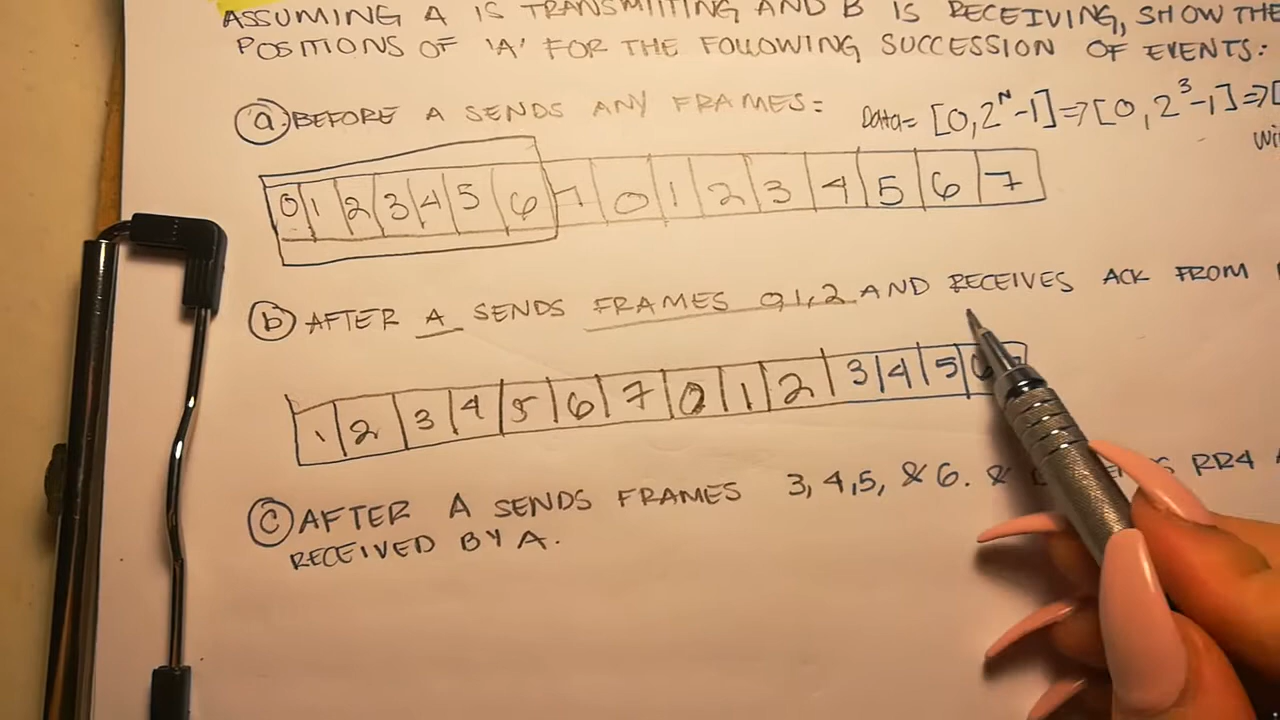 ASSUMING A IS TRANSMITTING AND B IS RECEIVING, SHOW THE
POSITIONS OF 'A' FOR THE FOLLOWING SUCCESSION OF EVENTS:
(a) BEFORE A SENDS ANY FRAMES: Data= [0,2^N-1]⇒[0,2^3-1]⇒[
0 1 2 3 4 5 6 7 0 1 2 3 4 5 6 7
(b) AFTER A SENDS FRAMES 0,1,2 AND RECEIVES ACK FROM
1 2 3 4 5 6 7 0 1 2 3 4 5 6
(c) AFTER A SENDS FRAMES 3,4,5, & 6. & RR4
RECEIVED BY A.